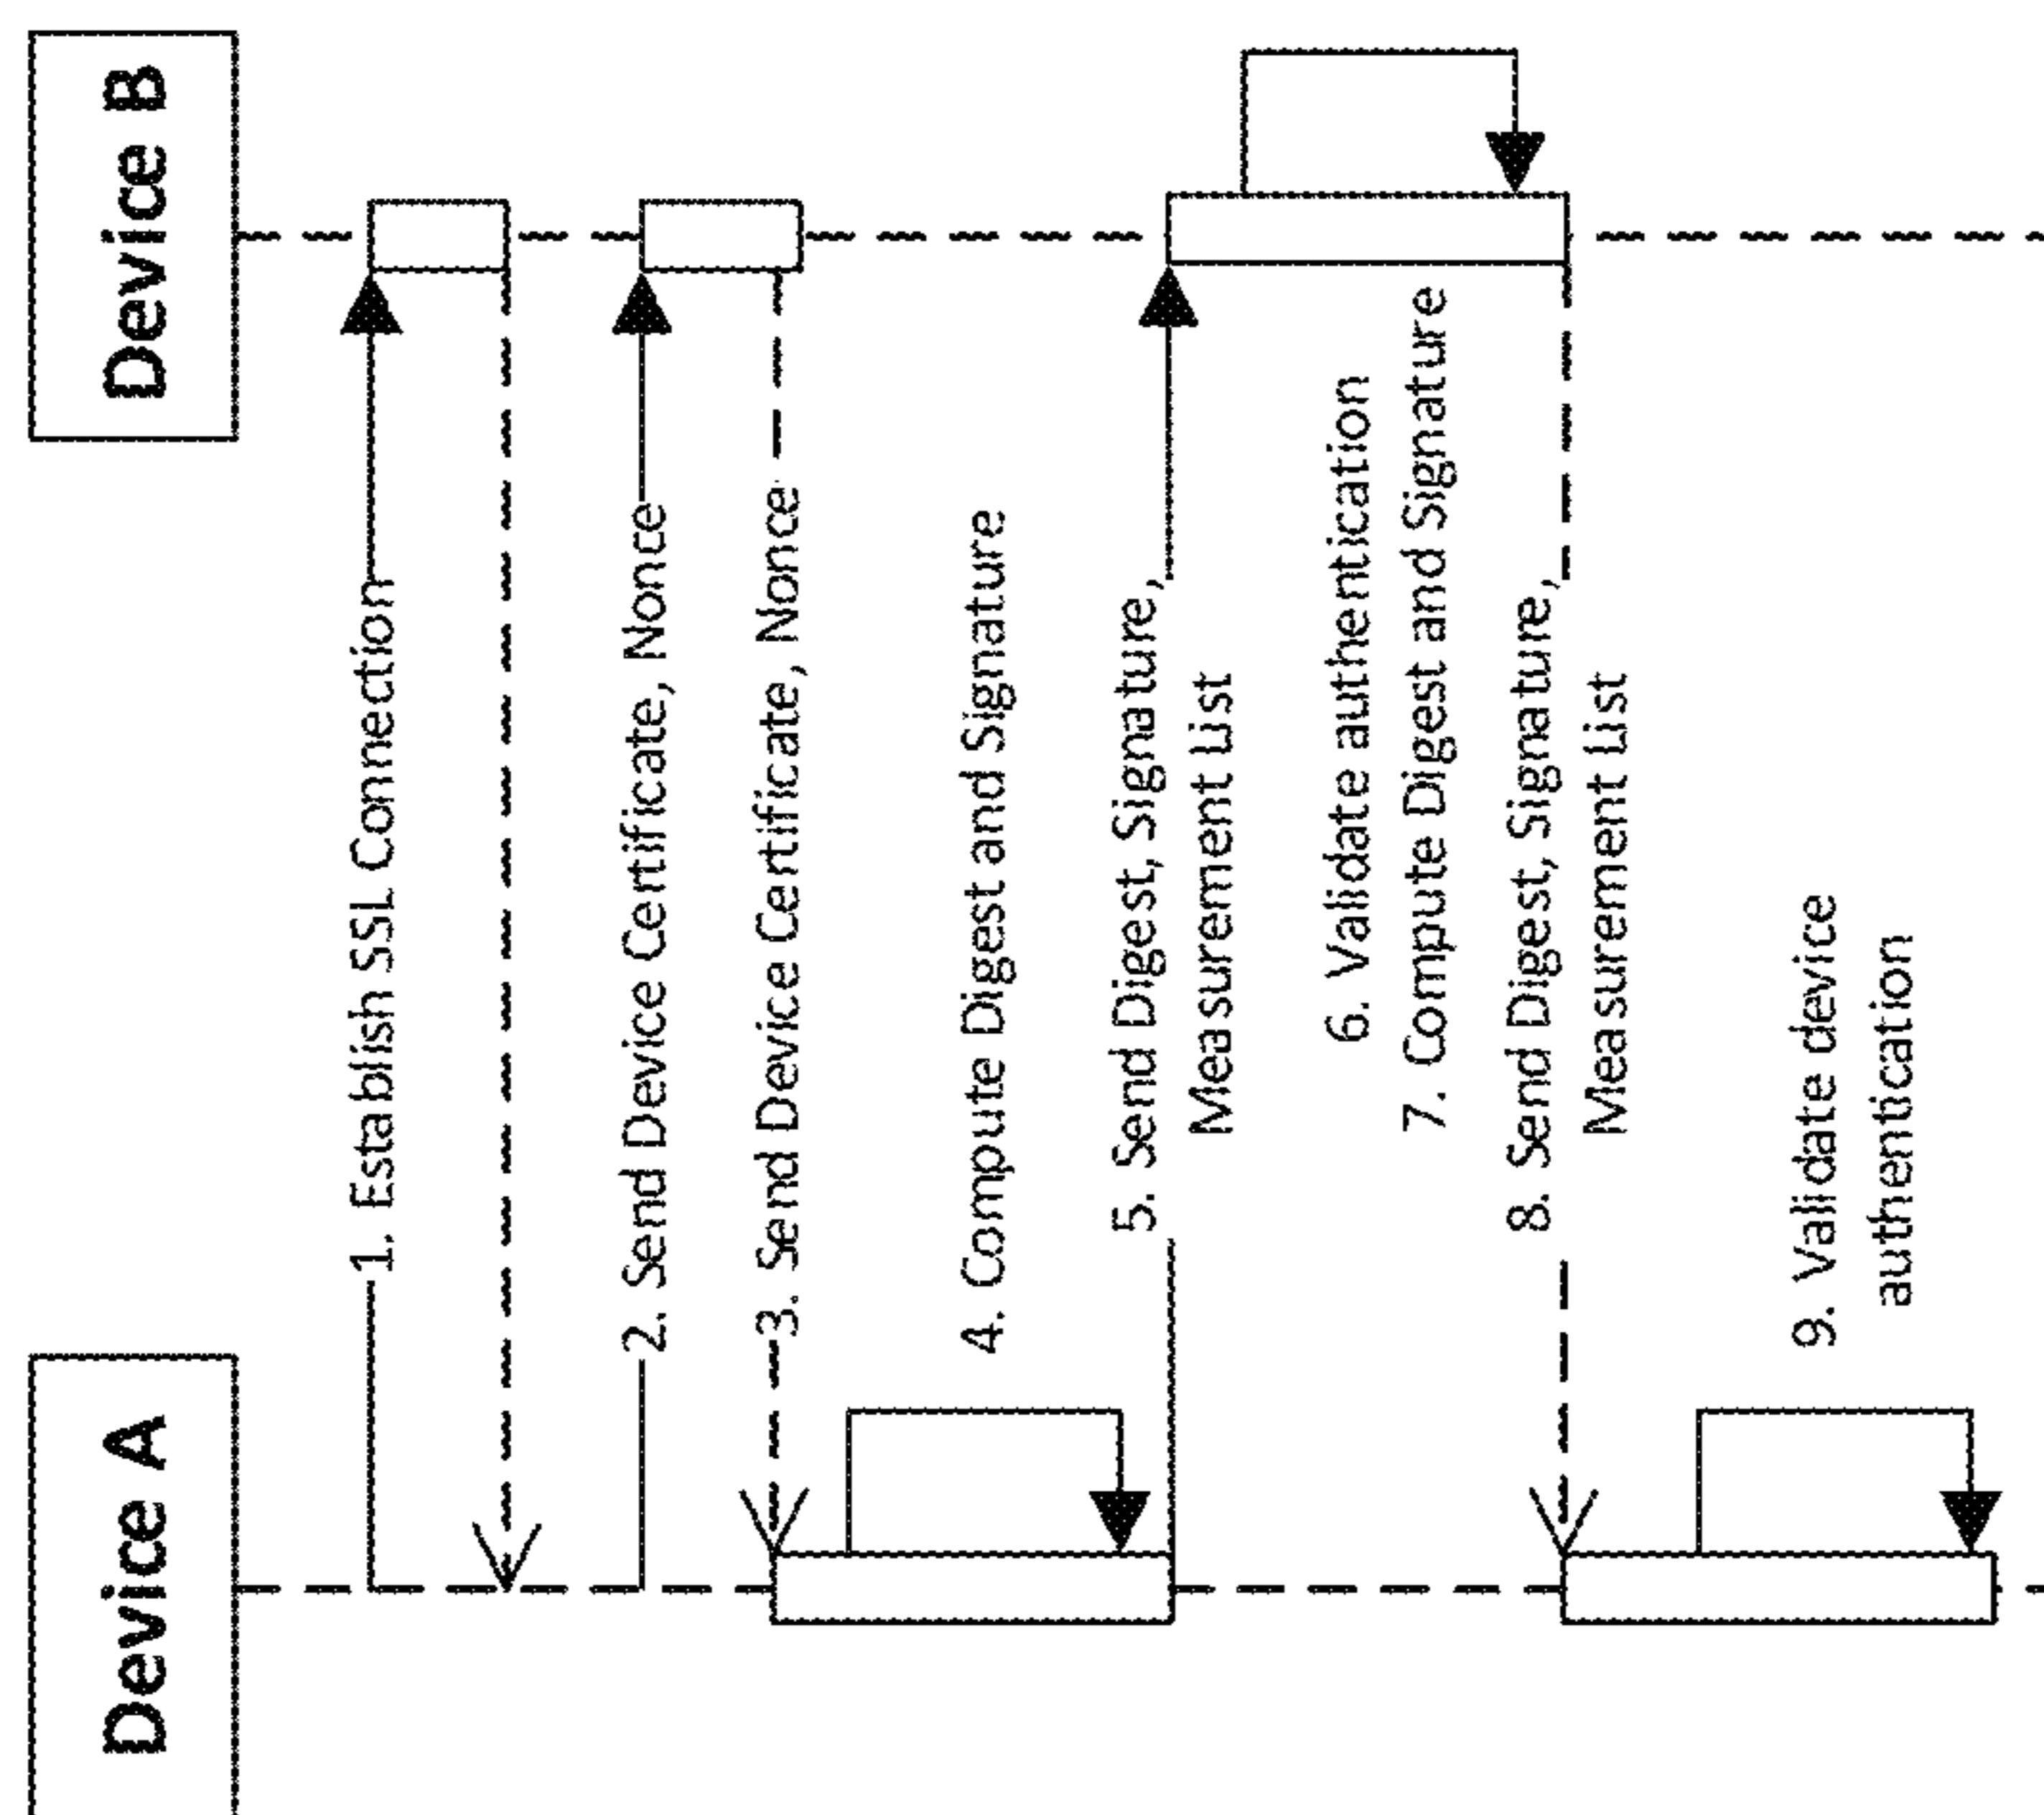 Device A
Device B
1. Establish SSL Connection
2. Send Device Certificate, Nonce
3. Send Device Certificate, Nonce
4. Compute Digest and Signature
5. Send Digest, Signature,
Measurement List
6. Validate authentication
7. Compute Digest and Signature
8. Send Digest, Signature,
Measurement List
9. Validate device
authentication